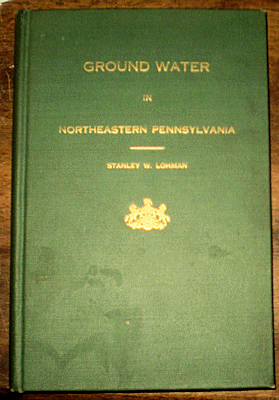 GROUND WATER
IN
NORTHEASTERN PENNSYLVANIA
STANLEY W. LOHMAN